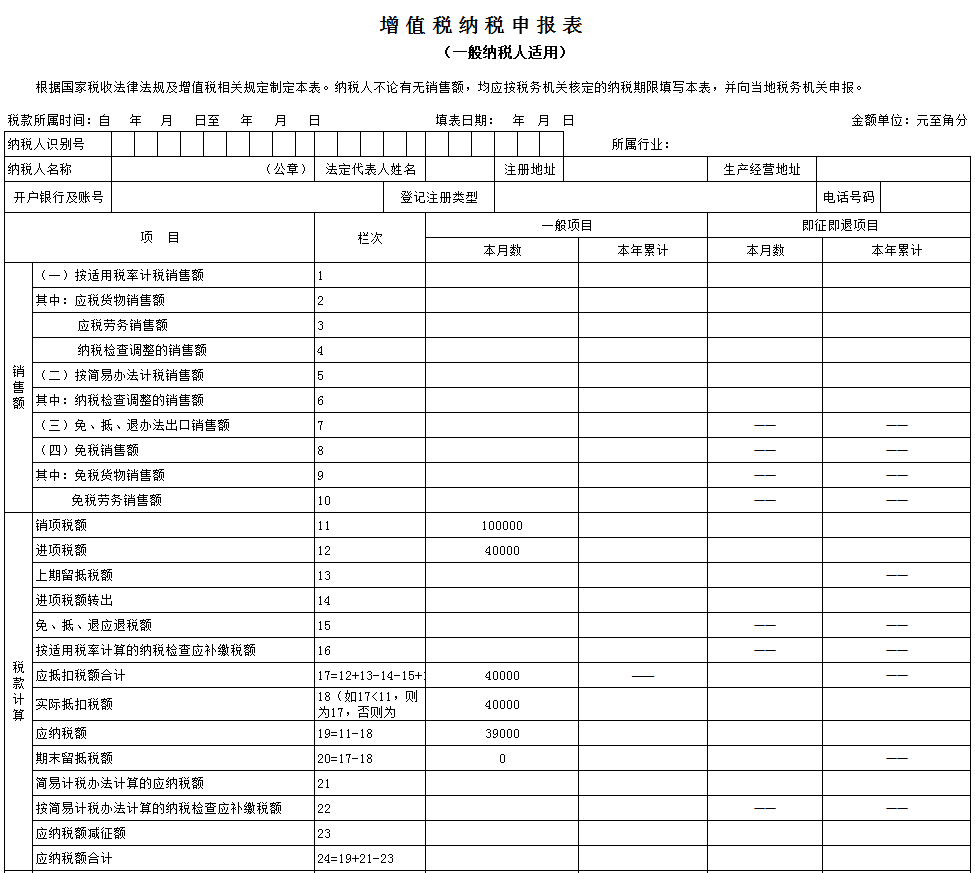 增值税纳税申报表
（一般纳税人适用）
根据国家税收法律法规及增值税相关规定制定本表。纳税人不论有无销售额，均应按税务机关核定的纳税期限填写本表，并向当地税务机关申报。
税款所属时间：自 年 月 日至 年 月 日 填表日期： 年 月 日 金额单位：元至角分
纳税人识别号 所属行业：
纳税人名称 （公章） 法定代表人姓名 注册地址 生产经营地址
开户银行及账号 登记注册类型 电话号码
项 目 栏次 一般项目 即征即退项目
本月数 本年累计 本月数 本年累计
销售额
（一）按适用税率计税销售额 1
其中：应税货物销售额 2
应税劳务销售额 3
纳税检查调整的销售额 4
（二）按简易办法计税销售额 5
其中：纳税检查调整的销售额 6
（三）免、抵、退办法出口销售额 7 —— ——
（四）免税销售额 8 —— ——
其中：免税货物销售额 9 —— ——
免税劳务销售额 10 —— ——
税款计算
销项税额 11 100000
进项税额 12 40000
上期留抵税额 13 ——
进项税额转出 14
免、抵、退应退税额 15 —— ——
按适用税率计算的纳税检查应补缴税额 16 —— ——
应抵扣税额合计 17=12+13-14-15+ 40000 —— ——
实际抵扣税额 18（如17<11，则为17，否则为 40000
应纳税额 19=11-18 39000
期末留抵税额 20=17-18 0 ——
简易计税办法计算的应纳税额 21
按简易计税办法计算的纳税检查应补缴税额 22 —— ——
应纳税额减征额 23
应纳税额合计 24=19+21-23